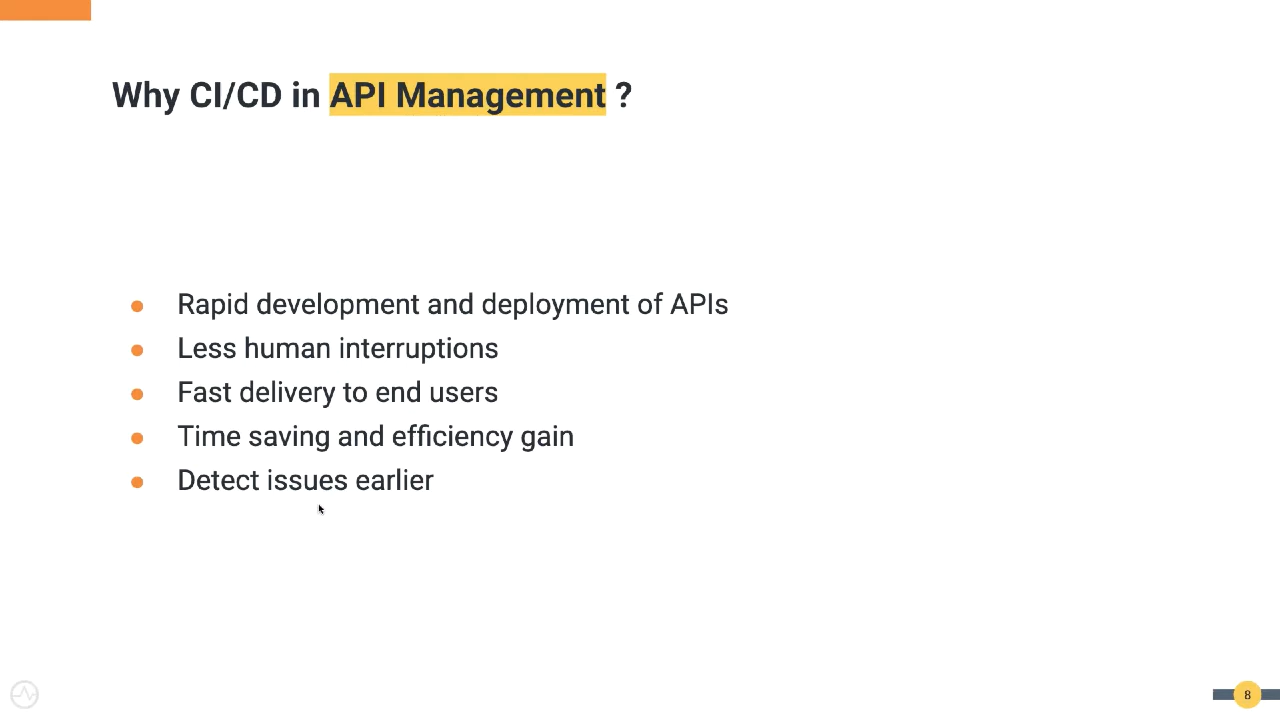 Why CI/CD in API Management ?
● Rapid development and deployment of APIs
● Less human interruptions
● Fast delivery to end users
● Time saving and efficiency gain
● Detect issues earlier
8